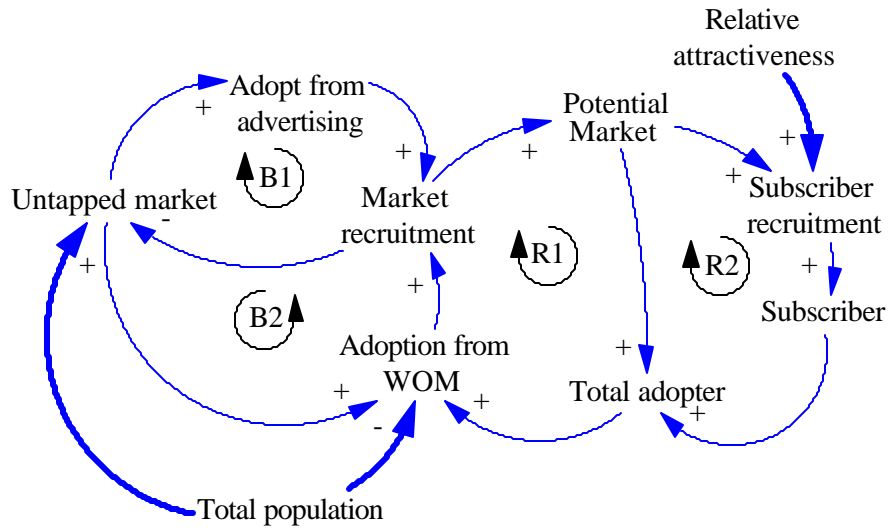 Relative
attractiveness
Adopt from
advertising
+
Potential
Market
+
+
+
B1
+
Untapped market
-
Market
recruitment
Subscriber
recruitment
+
R1
R2
+
+
B2
Subscriber
Adoption from
WOM
+
Total adopter
+
+
+
-
Total population